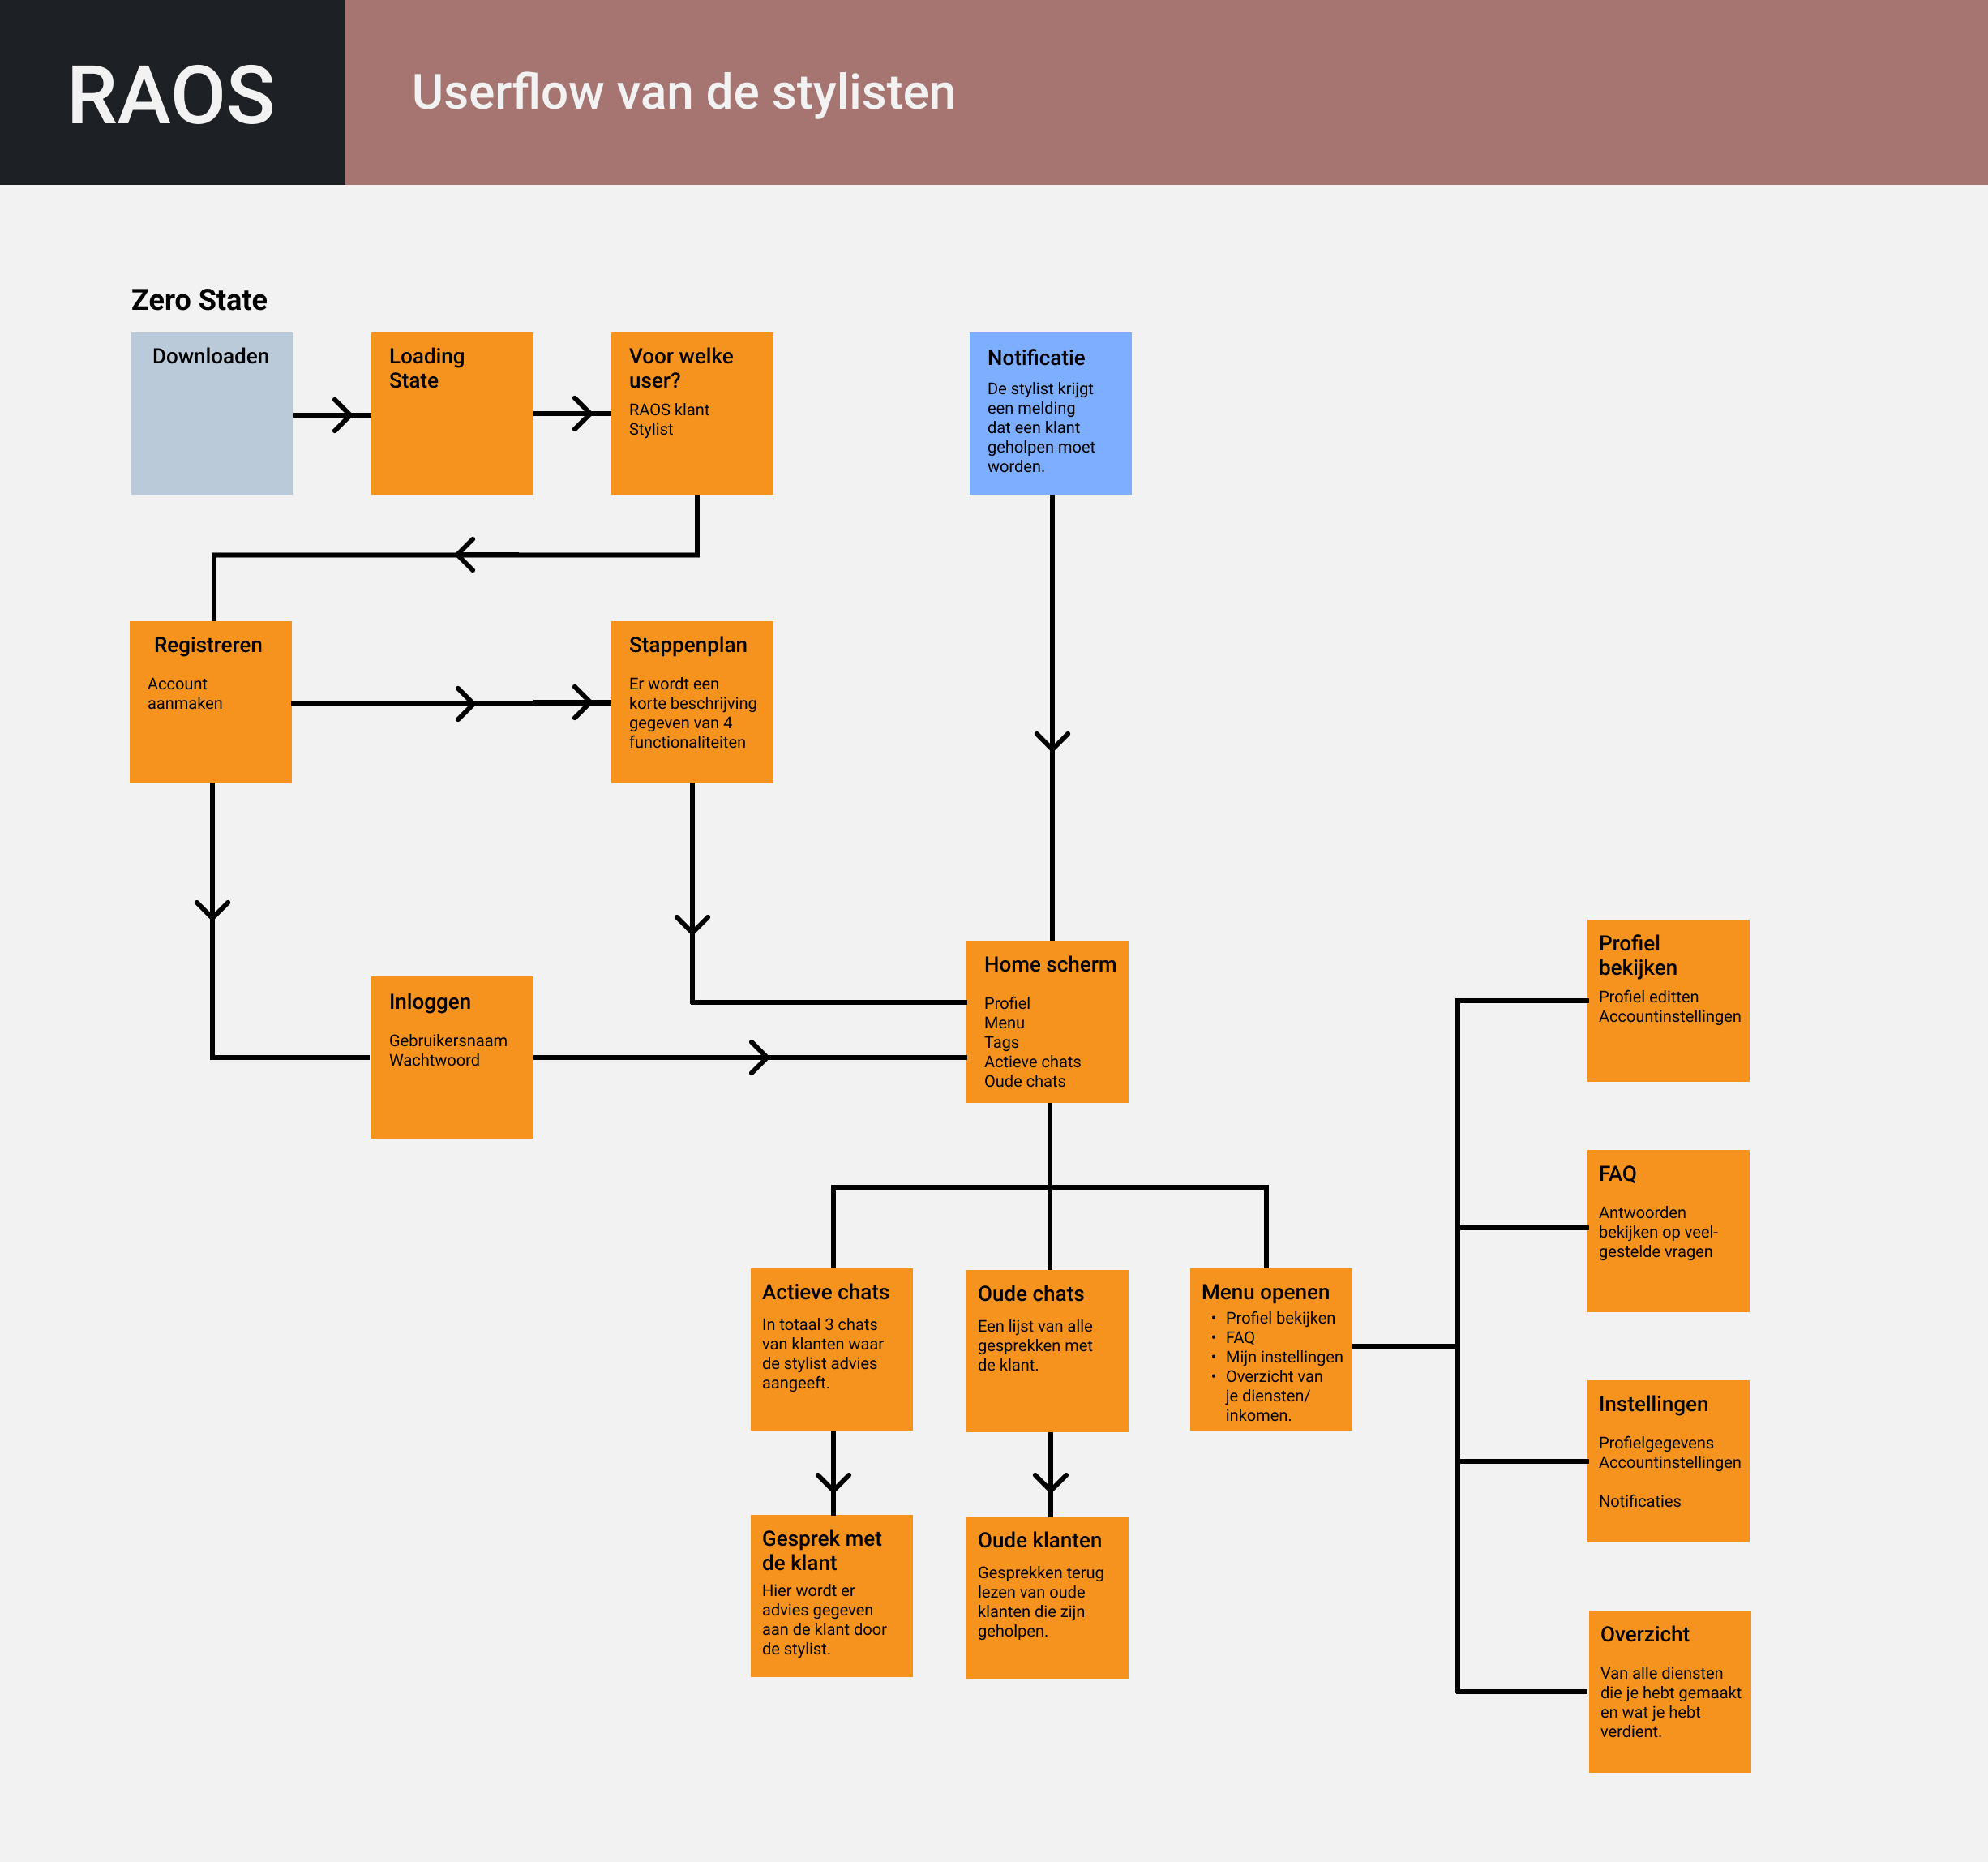 RAOS
Userflow van de stylisten
Zero State
Downloaden
Loading
State
Voor welke
user?
RAOS klant
Stylist
Notificatie
De stylist krijgt
een melding
dat een klant
geholpen moet
worden.
Registreren
Account
aanmaken
Stappenplan
Er wordt een
korte beschrijving
gegeven van 4
functionaliteiten
Inloggen
Gebruikersnaam
Wachtwoord
Home scherm
Profiel
Menu
Tags
Actieve chats
Oude chats
Profiel
bekijken
Profiel editten
Accountinstellingen
FAQ
Antwoorden
bekijken op veel-
gestelde vragen
Actieve chats
In totaal 3 chats
van klanten waar
de stylist advies
aangeeft.
Oude chats
Een lijst van alle
gesprekken met
de klant.
Menu openen
• Profiel bekijken
• FAQ
• Mijn instellingen
• Overzicht van
je diensten/
inkomen.
Instellingen
Profielgegevens
Accountinstellingen
Notificaties
Gesprek met
de klant
Hier wordt er
advies gegeven
aan de klant door
de stylist.
Oude klanten
Gesprekken terug
lezen van oude
klanten die zijn
geholpen.
Overzicht
Van alle diensten
die je hebt gemaakt
en wat je hebt
verdient.